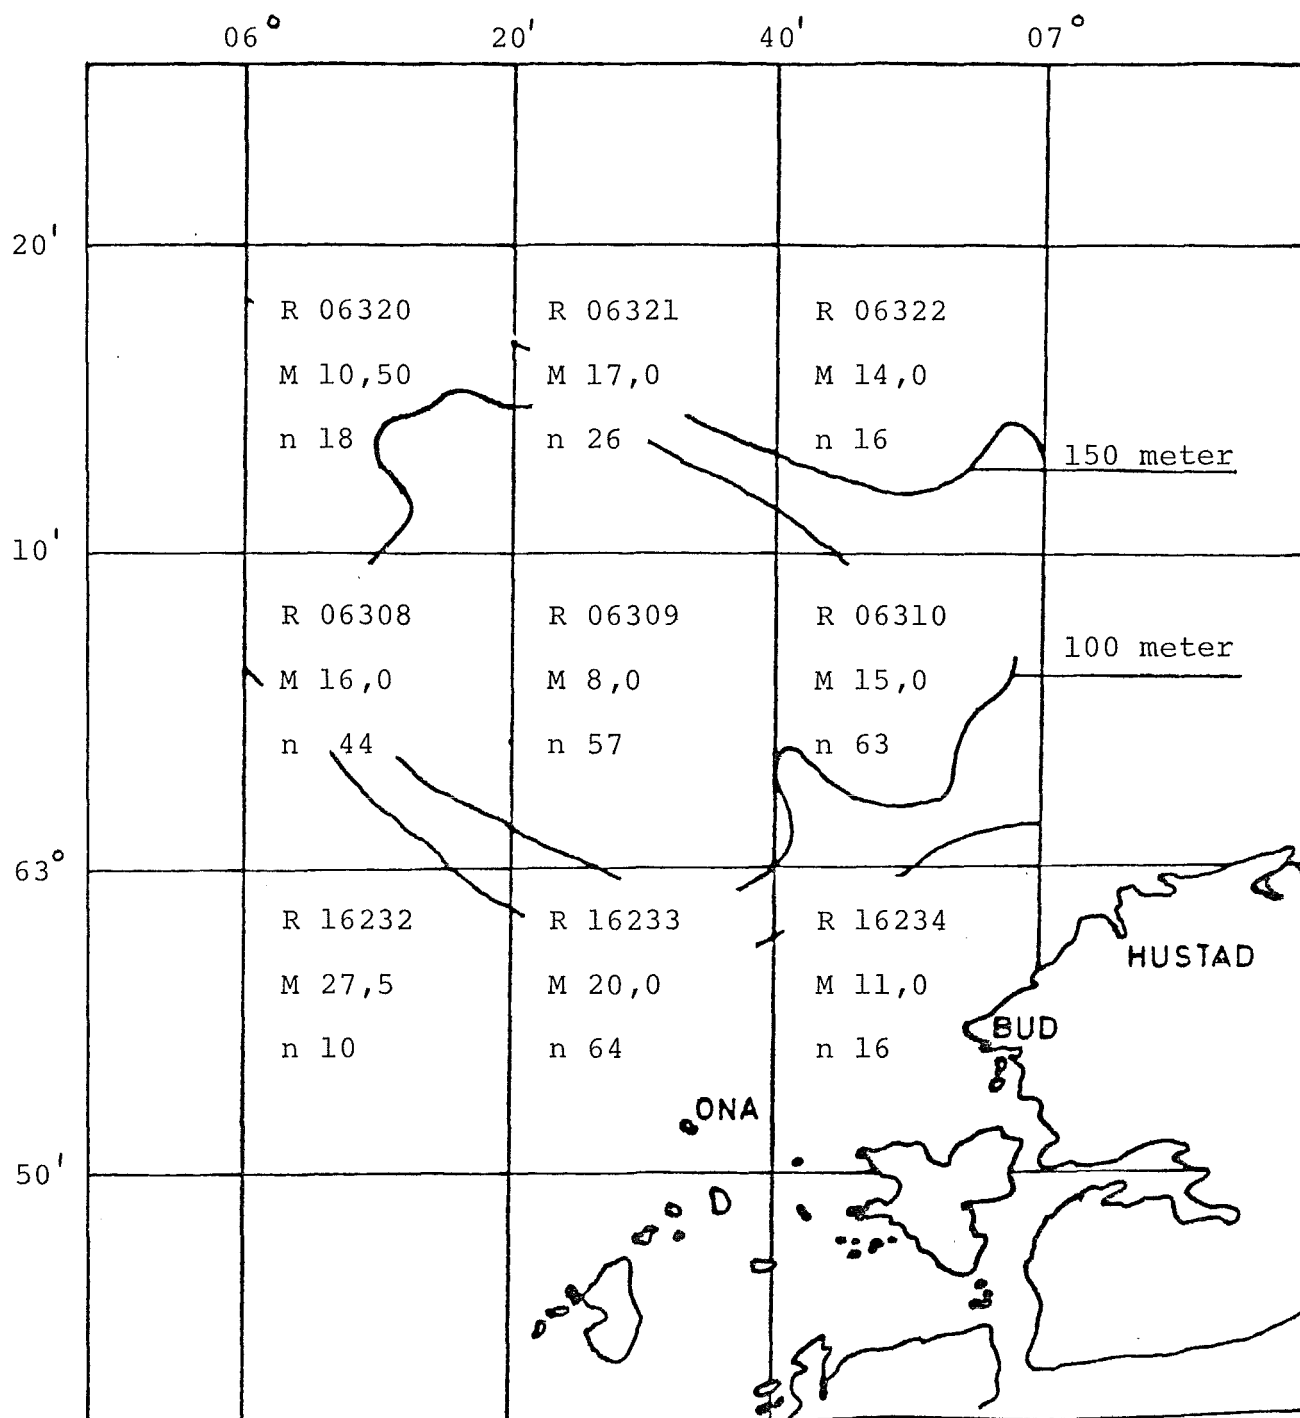 06° 20' 40' 07°
20'
R 06320 R 06321 R 06322
M 10,50 M 17,0 M 14,0
n 18 n 26 n 16
150 meter
10'
R 06308 R 06309 R 06310
100 meter
M 16,0 M 8,0 M 15,0
n 44 n 57 n 63
63°
R 16232 R 16233 R 16234
HUSTAD
M 27,5 M 20,0 M 11,0
BUD
n 10 n 64 n 16
ONA
50'
D